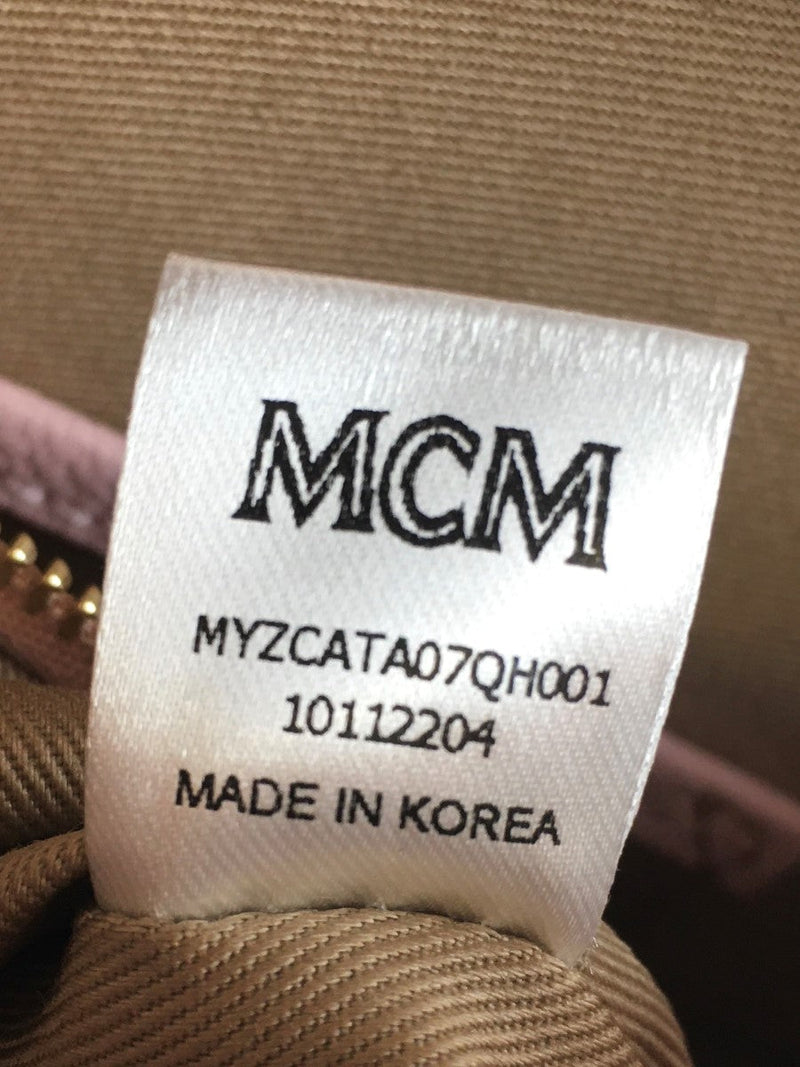 MCM
MYZCATA07QH001
10112204
MADE IN KOREA